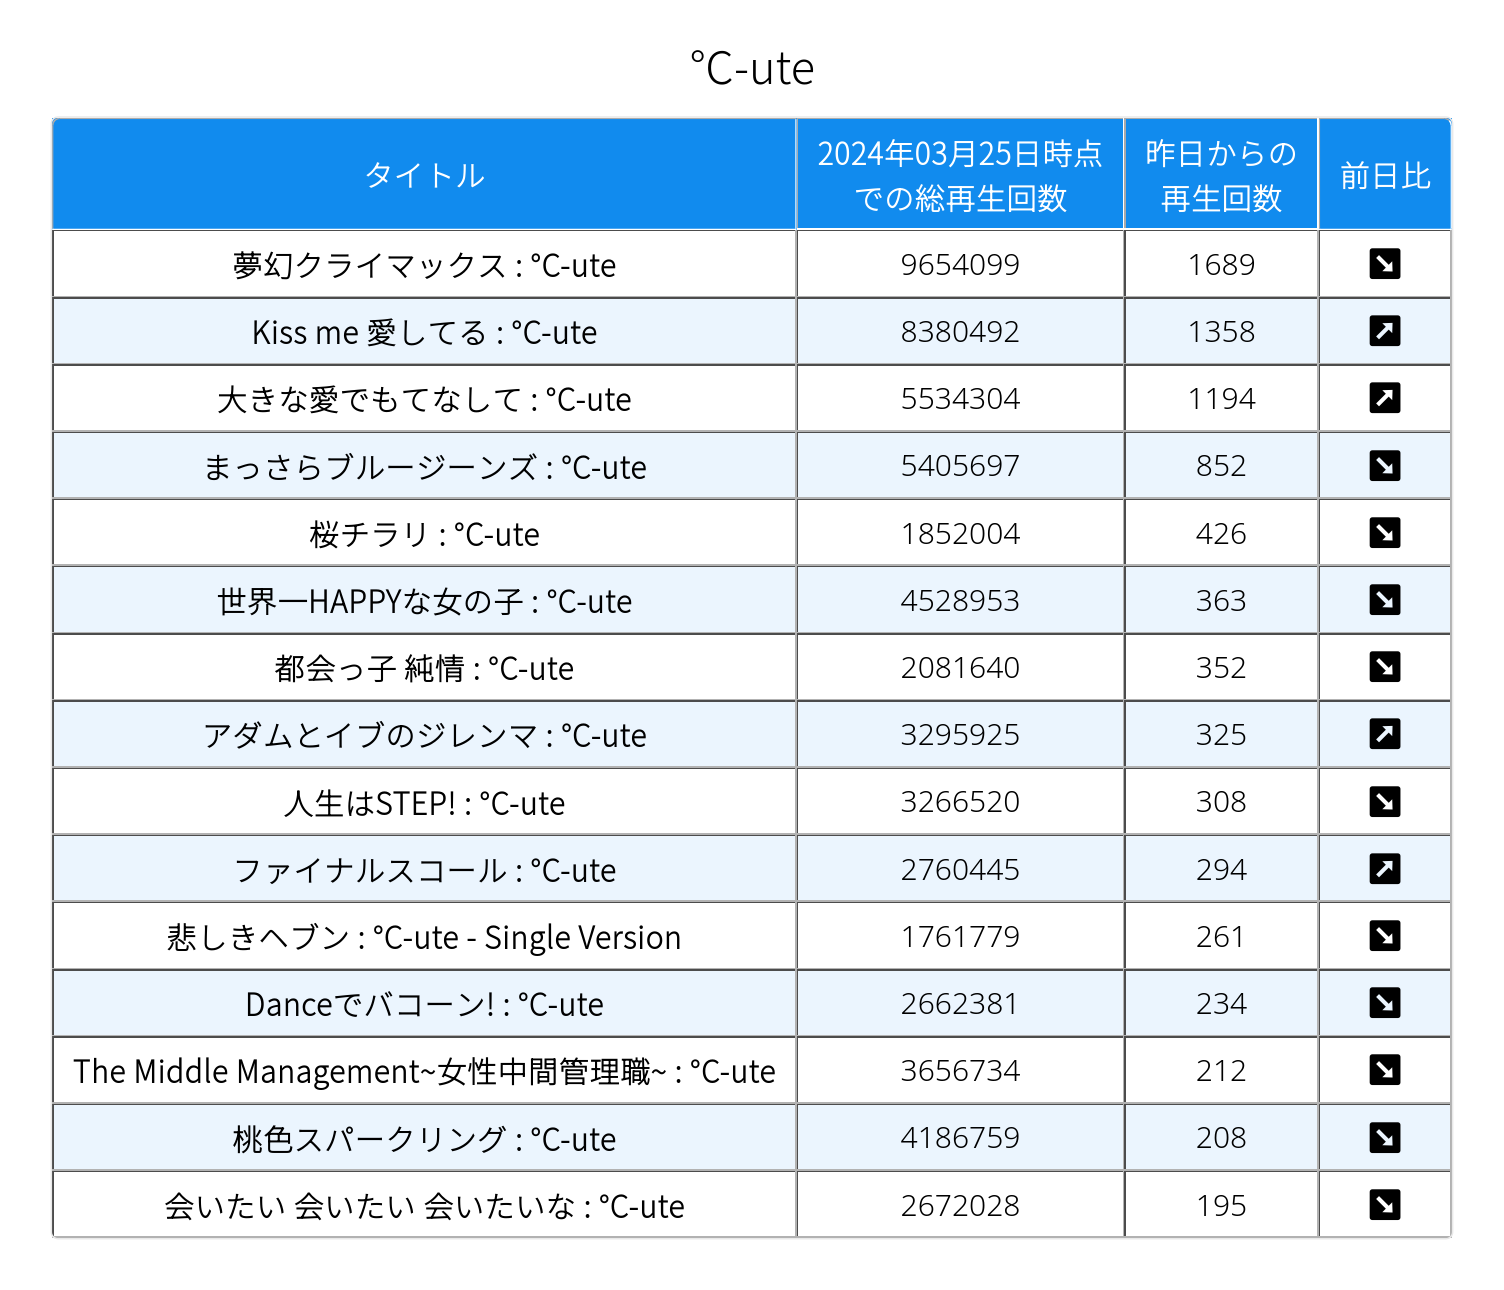 ℃-ute
タイトル 2024年03月25日時点 昨日からの 前日比
での総再生回数 再生回数
夢幻クライマックス : ℃-ute 9654099 1689 ↘
Kiss me 愛してる : ℃-ute 8380492 1358 ↗
大きな愛でもてなして : ℃-ute 5534304 1194 ↗
まっさらブルージーンズ : ℃-ute 5405697 852 ↘
桜チラリ : ℃-ute 1852004 426 ↘
世界一HAPPYな女の子 : ℃-ute 4528953 363 ↘
都会っ子 純情 : ℃-ute 2081640 352 ↘
アダムとイブのジレンマ : ℃-ute 3295925 325 ↗
人生はSTEP! : ℃-ute 3266520 308 ↘
ファイナルスコール : ℃-ute 2760445 294 ↗
悲しきヘブン : ℃-ute - Single Version 1761779 261 ↘
Danceでバコーン! : ℃-ute 2662381 234 ↘
The Middle Management~女性中間管理職~ : ℃-ute 3656734 212 ↘
桃色スパークリング : ℃-ute 4186759 208 ↘
会いたい 会いたい 会いたいな : ℃-ute 2672028 195 ↘